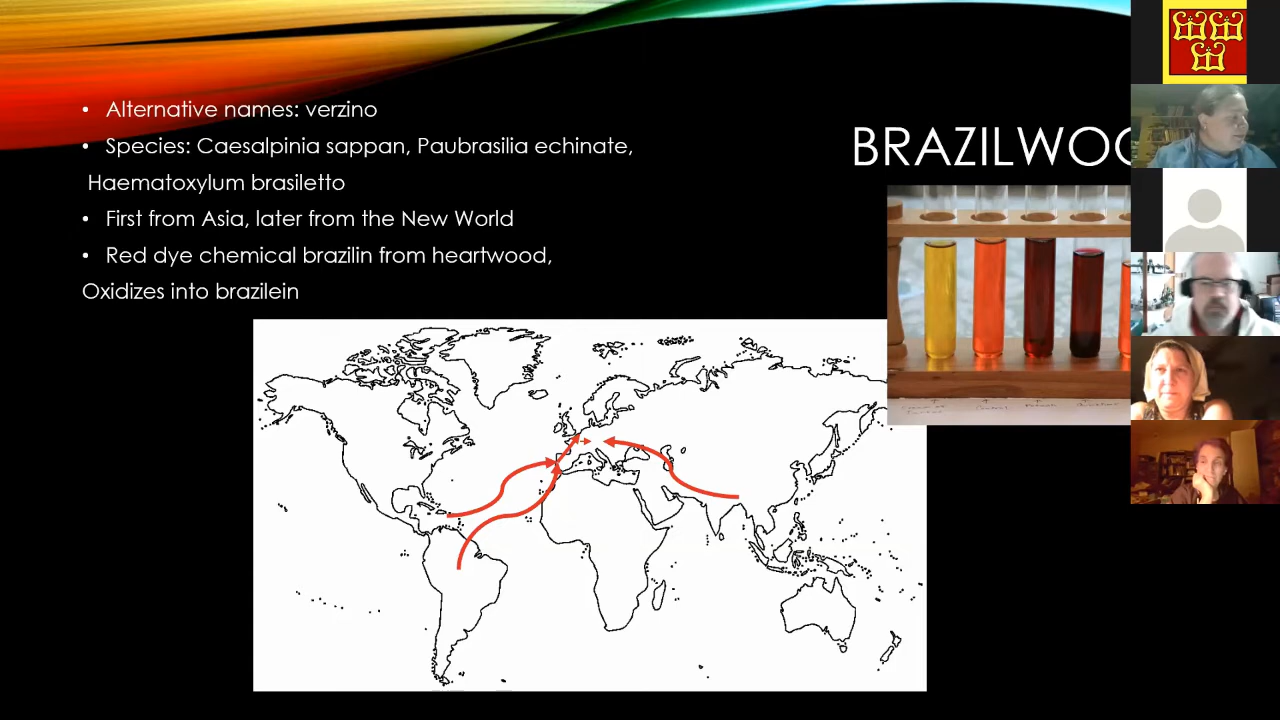 • Alternative names: verzino
• Species: Caesalpinia sappan, Paubrasilia echinate,
Haematoxylum brasiletto
• First from Asia, later from the New World
• Red dye chemical brazilin from heartwood,
Oxidizes into brazilein
BRAZILWOO